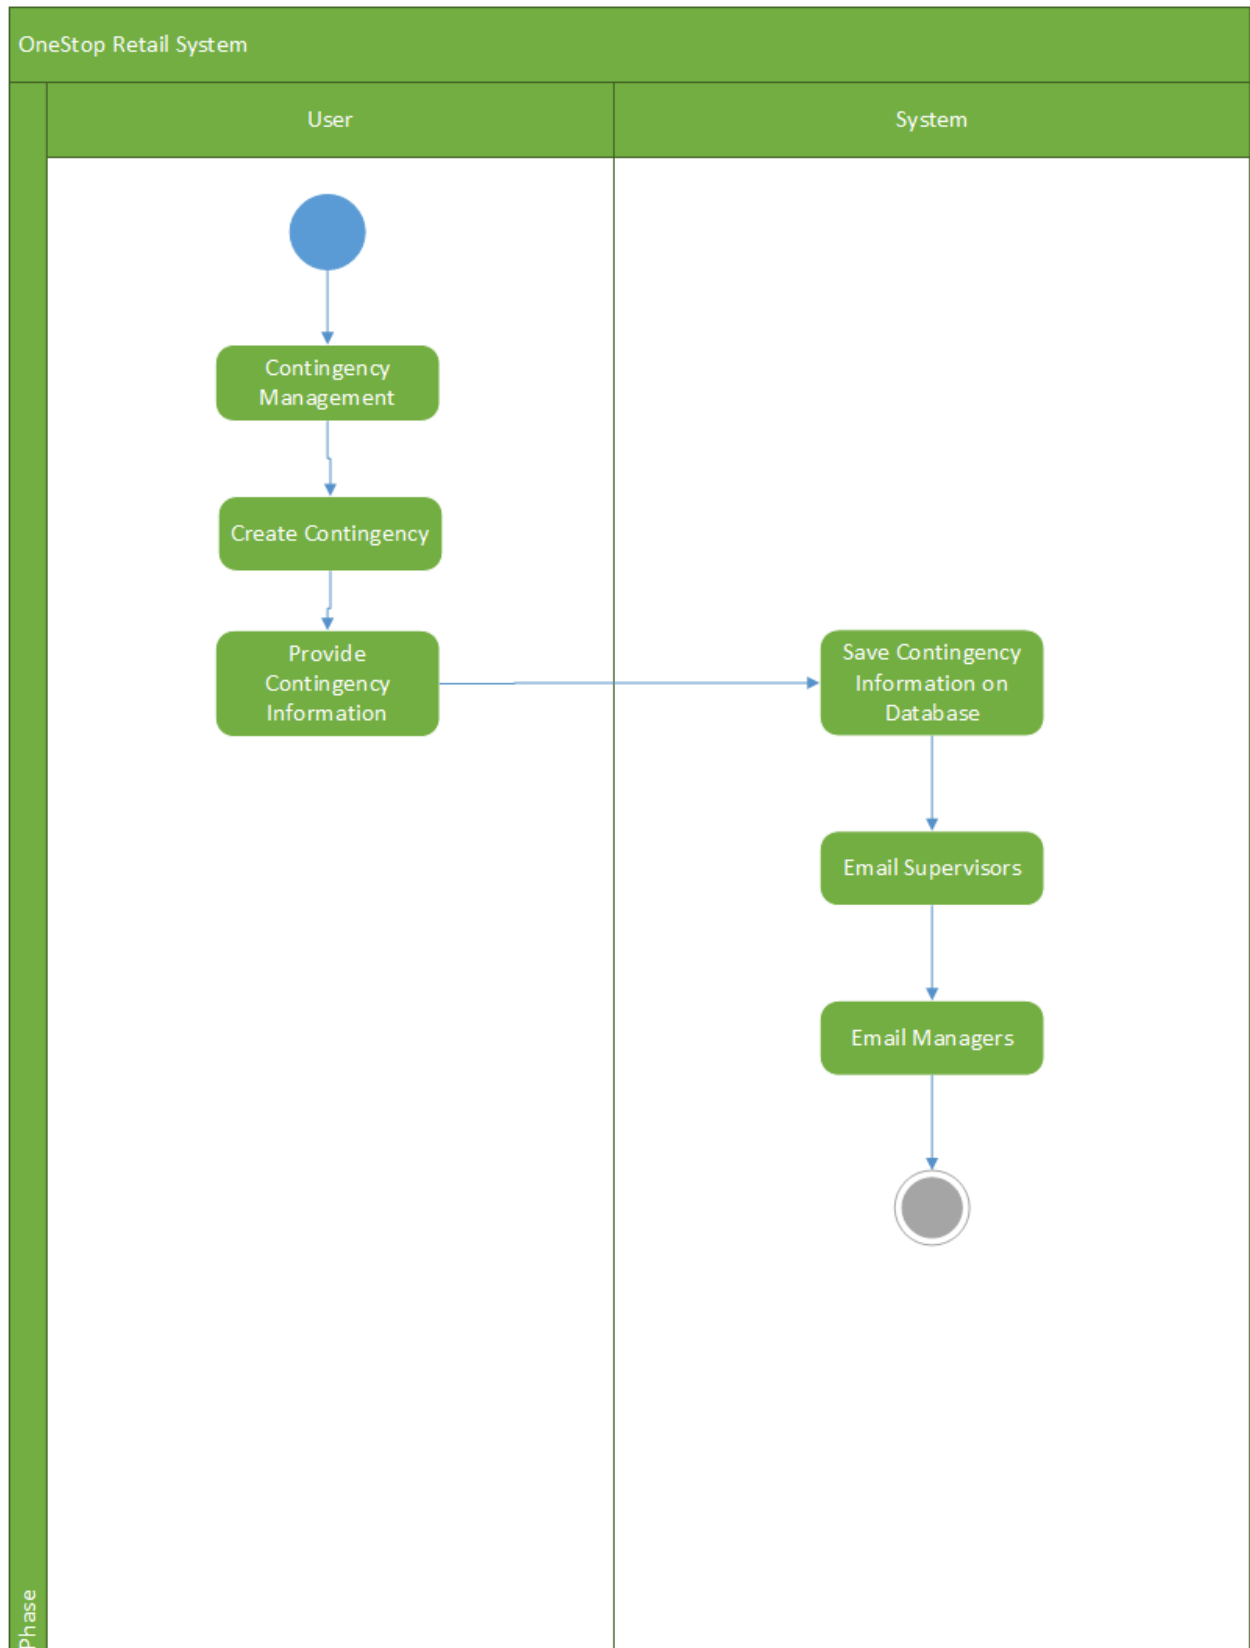 OneStop Retail System
User
System
Contingency
Management
Create Contingency
Provide
Contingency
Information
Save Contingency
Information on
Database
Email Supervisors
Email Managers
Phase